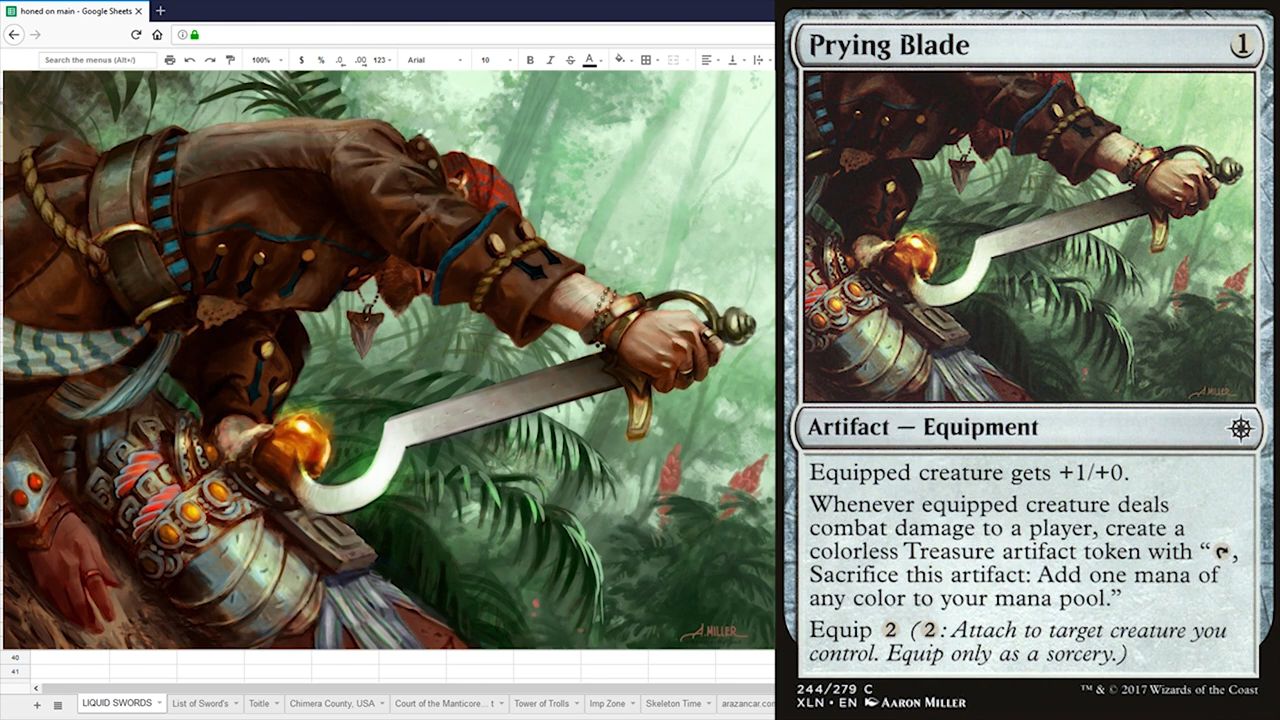 honed on main - Google Sheets
Search the menus (Alt+/)
100%
$ % .0 .00 123
Arial
10
B I S A
A.MILLER
40
41
LIQUID SWORDS
List of Sword's
Toitle
Chimera County, USA
Court of the Manticore... t
Tower of Trolls
Imp Zone
Skeleton Time
arazancar.co
Prying Blade
1
A.MILLER
Artifact — Equipment
Equipped creature gets +1/+0.
Whenever equipped creature deals
combat damage to a player, create a
colorless Treasure artifact token with “ ,
Sacrifice this artifact: Add one mana of
any color to your mana pool.”
Equip 2 (2: Attach to target creature you
control. Equip only as a sorcery.)
244/279 C
XLN • EN Aaron Miller
™ & © 2017 Wizards of the Coast